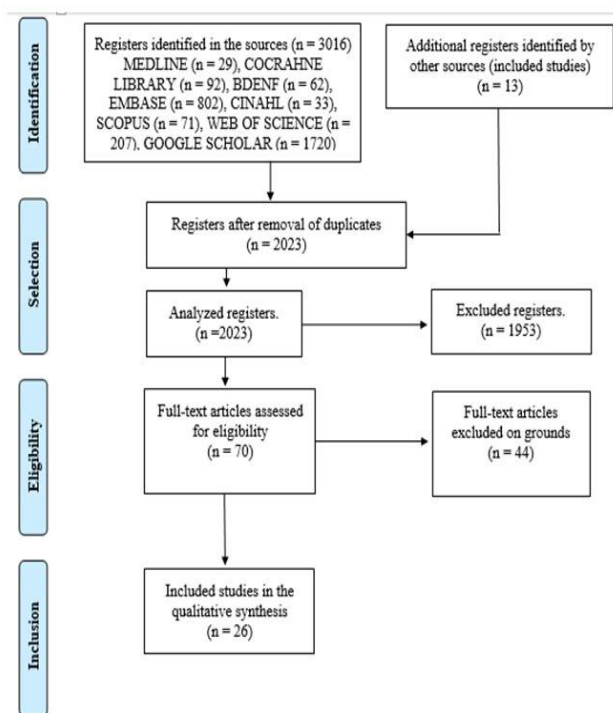 Identification
Registers identified in the sources (n = 3016)
MEDLINE (n = 29), COCRAHNE
LIBRARY (n = 92), BDENF (n = 62),
EMBASE (n = 802), CINAHL (n = 33),
SCOPUS (n = 71), WEB OF SCIENCE (n =
207), GOOGLE SCHOLAR (n = 1720)
Additional registers identified by
other sources (included studies)
(n = 13)
Selection
Registers after removal of duplicates
(n = 2023)
Analyzed registers.
(n =2023)
Excluded registers.
(n = 1953)
Eligibility
Full-text articles assessed
for eligibility
(n = 70)
Full-text articles
excluded on grounds
(n = 44)
Inclusion
Included studies in the
qualitative synthesis
(n = 26)